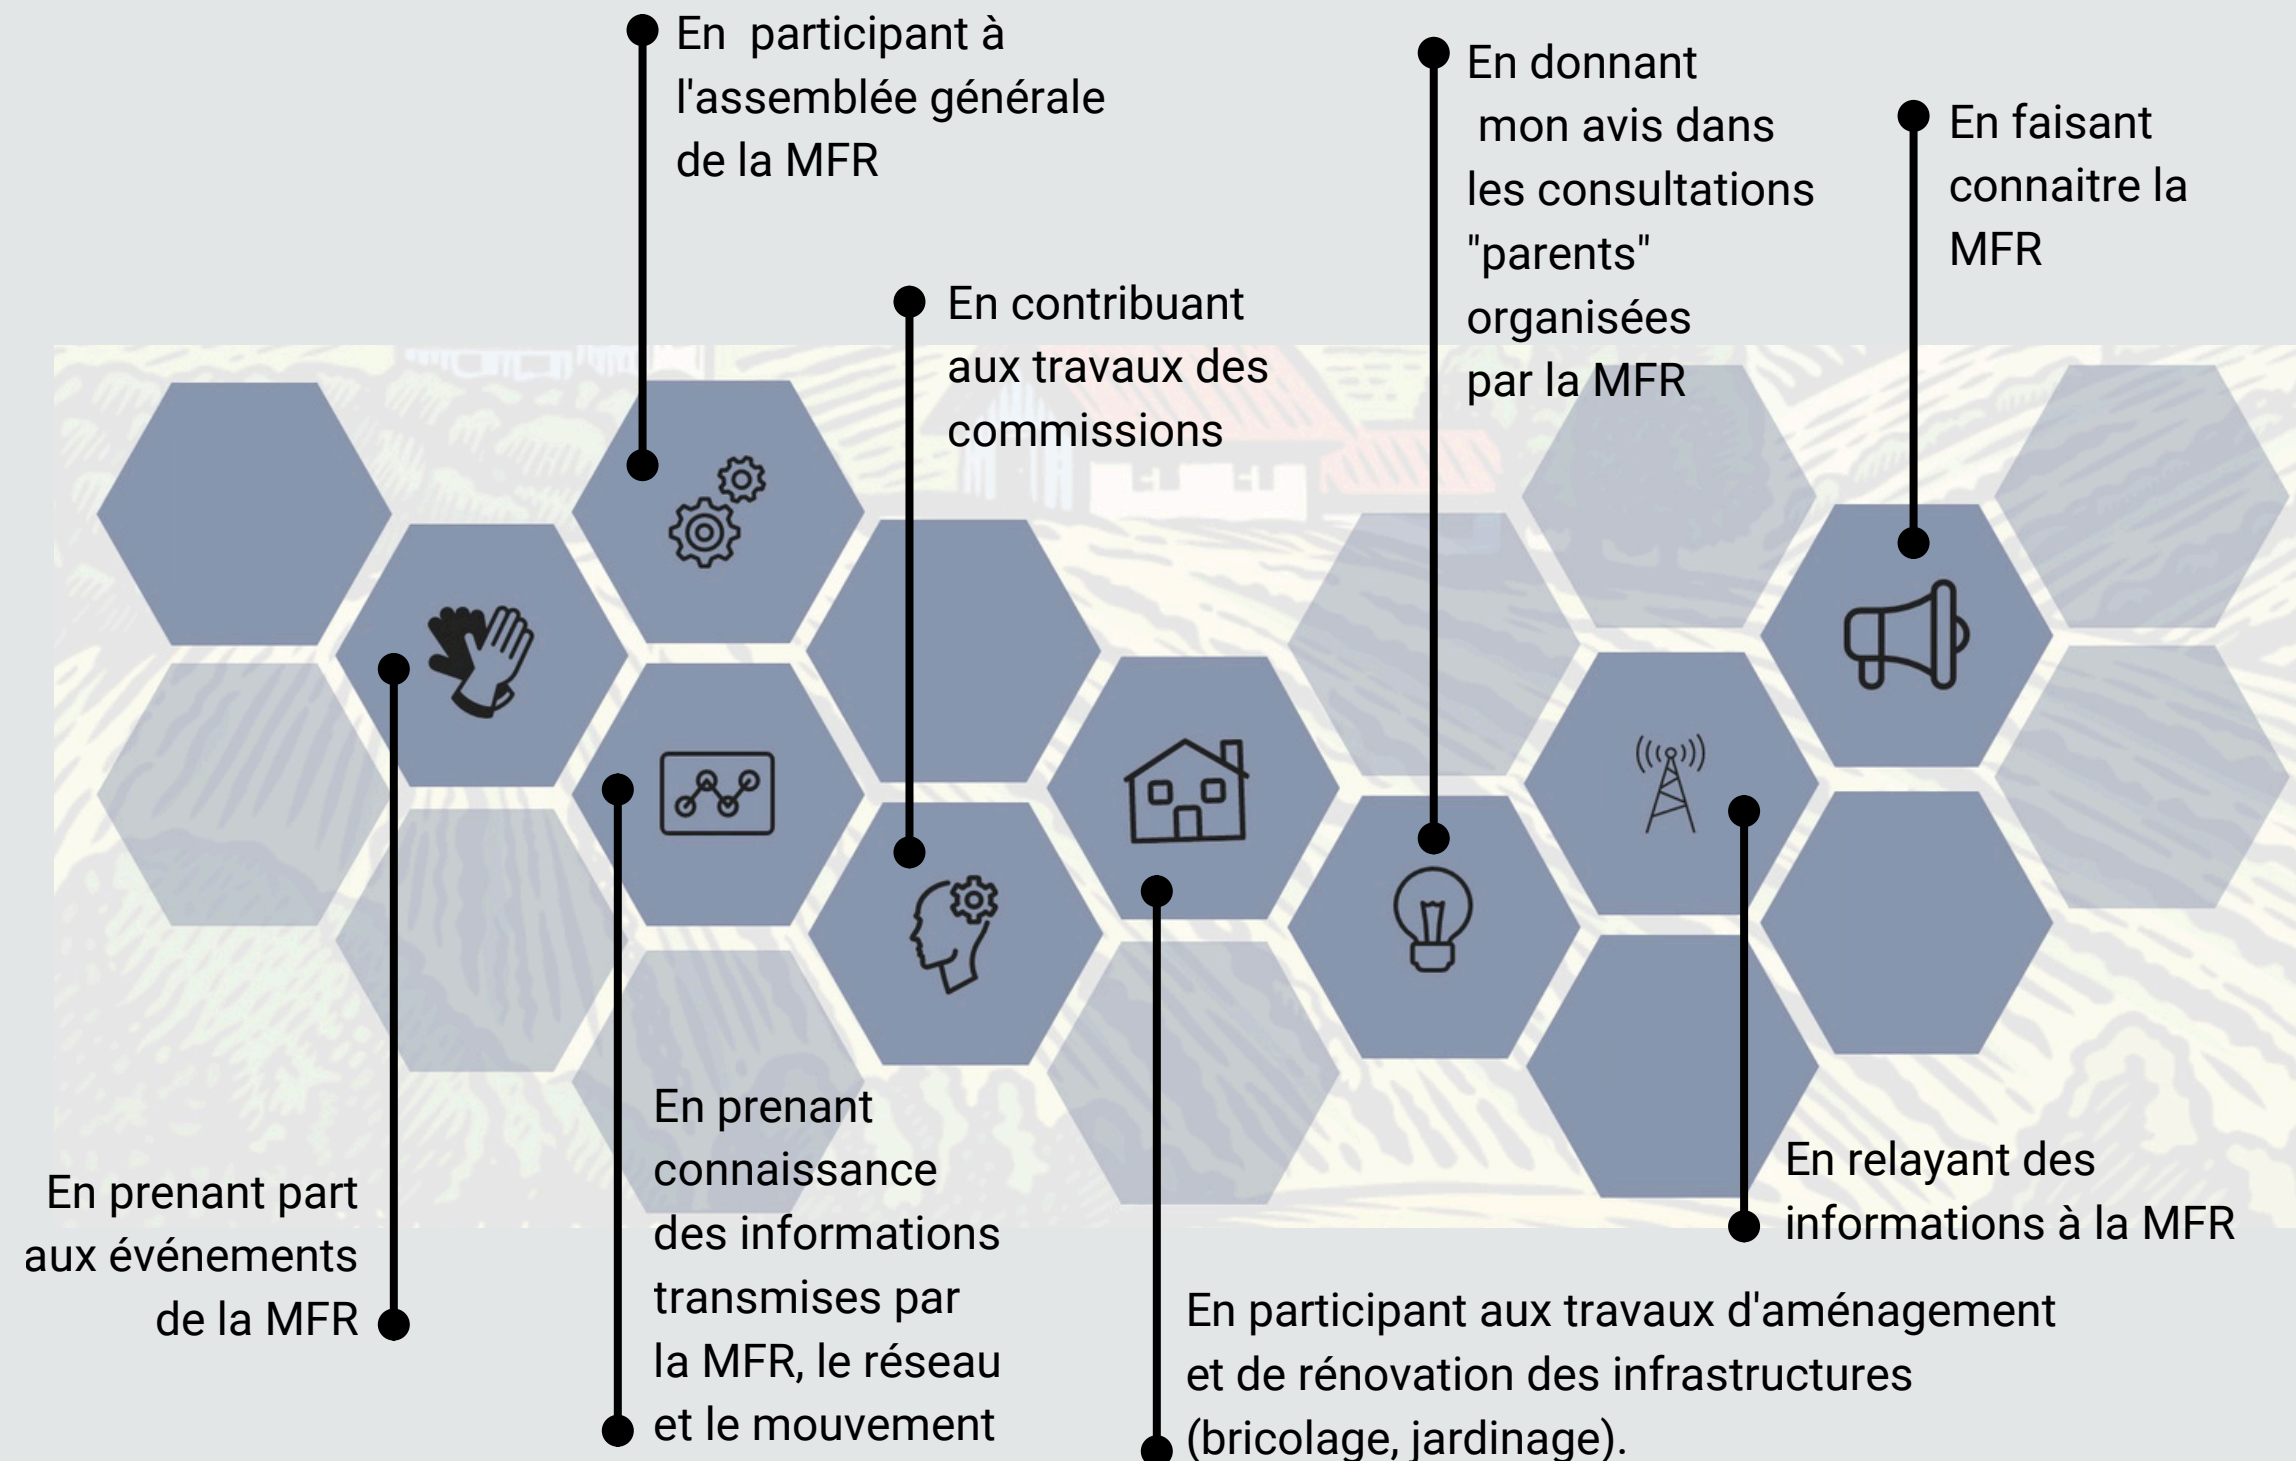 En  participant à
l'assemblée générale
de la MFR
En donnant
mon avis dans
les consultations
"parents"
organisées
par la MFR
En faisant
connaitre la
MFR
En contribuant
aux travaux des
commissions
En prenant part
aux événements
de la MFR
En prenant
connaissance
des informations
transmises par
la MFR, le réseau
et le mouvement
En relayant des
informations à la MFR
En participant aux travaux d'aménagement
et de rénovation des infrastructures
(bricolage, jardinage).